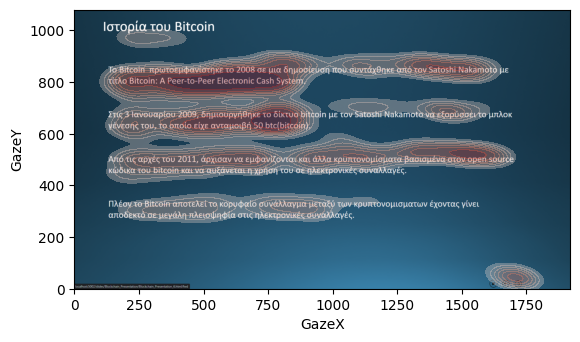 Ιστορία του Bitcoin
Το Bitcoin πρωτοεμφανίστηκε το 2008 σε μια δημοσίευση που συντάχθηκε από τον Satoshi Nakamoto με
τίτλο Bitcoin: A Peer-to-Peer Electronic Cash System.
Στις 3 Ιανουαρίου 2009, δημιουργήθηκε το δίκτυο bitcoin με τον Satoshi Nakamoto να εξορύσσει το μπλοκ
γένεσης του, το οποίο είχε ανταμοιβή 50 btc(bitcoin).
Από τις αρχές του 2011, άρχισαν να εμφανίζονται και άλλα κρυπτονομίσματα βασισμένα στον open source
κώδικα του bitcoin και να αυξάνεται η χρήση του σε ηλεκτρονικές συναλλαγές.
Πλέον το Bitcoin αποτελεί το κορυφαίο συνάλλαγμα μεταξύ των κρυπτονομισματων έχοντας γίνει
αποδεκτό σε μεγάλη πλειοψηφία στις ηλεκτρονικές συναλλαγές.
GazeY
1000
800
600
400
200
0
0 250 500 750 1000 1250 1500 1750
GazeX